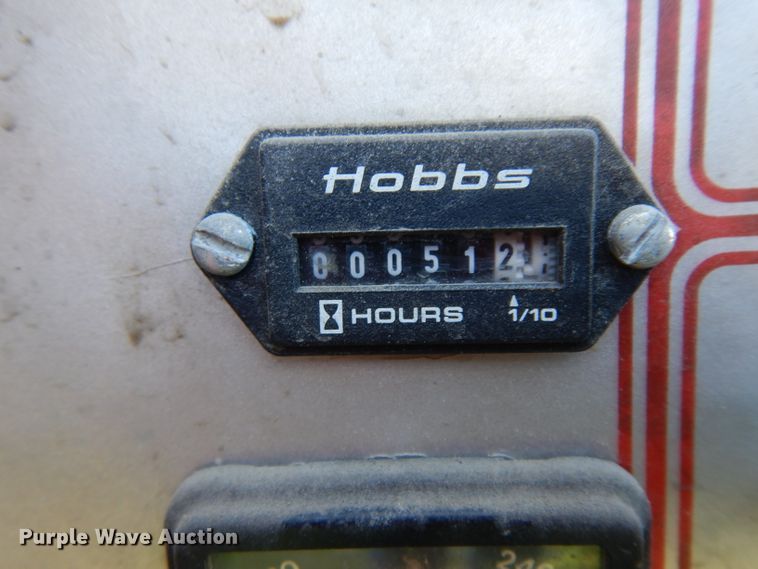 Hobbs
000512
HOURS 1/10
Purple Wave Auction